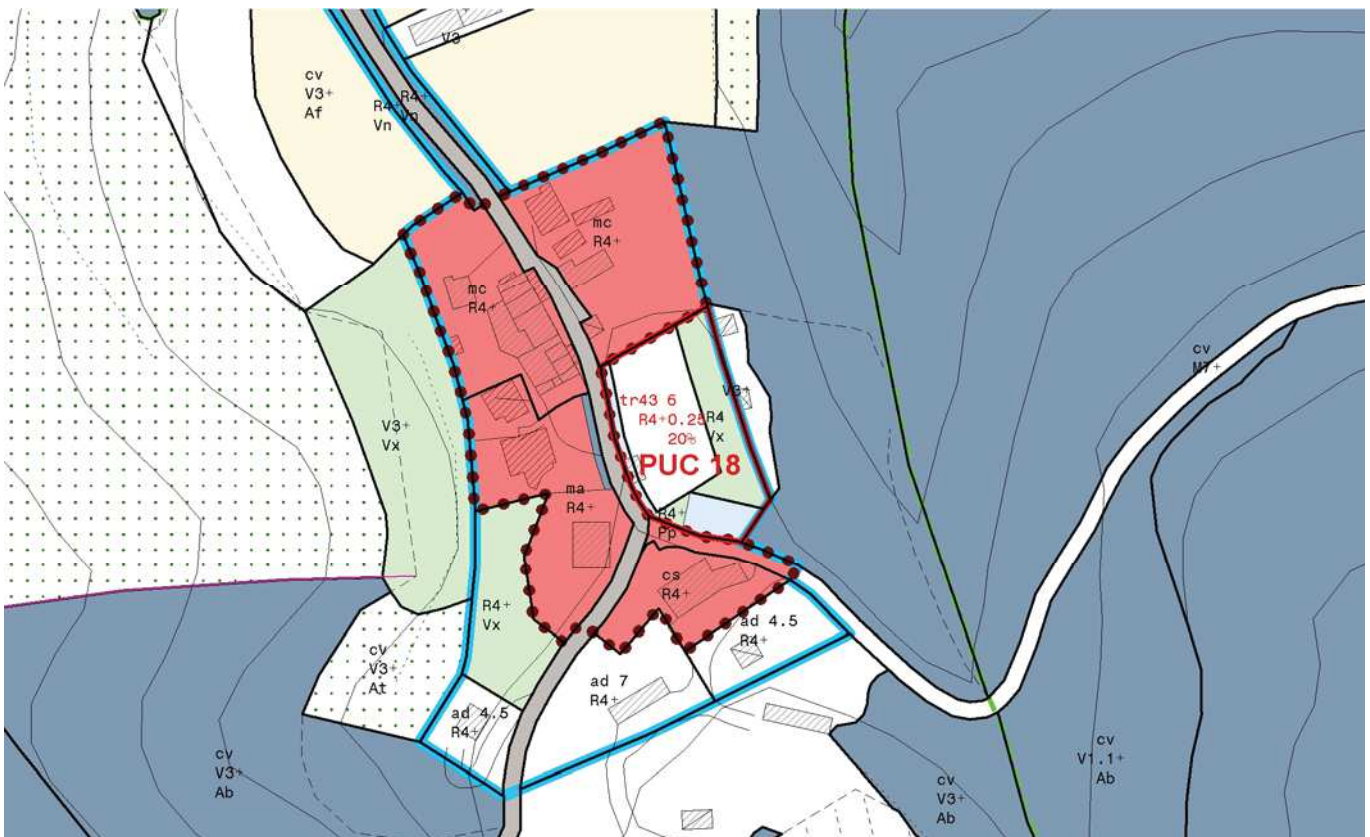 V3
cv
V3+
Af
R4+
Vn
R4+
Vn
mc
R4+
mc
R4+
cv
M7+
V3+
tr43 6
R4+0.25
20%
R4
Vx
PUC 18
V3+
Vx
ma
R4+
R4+
Pp
cs
R4+
R4+
Vx
ad 4.5
R4+
cv
V3+
At
ad 7
R4+
ad 4.5
R4+
cv
V3+
Ab
cv
V1.1+
Ab
cv
V3+
Ab